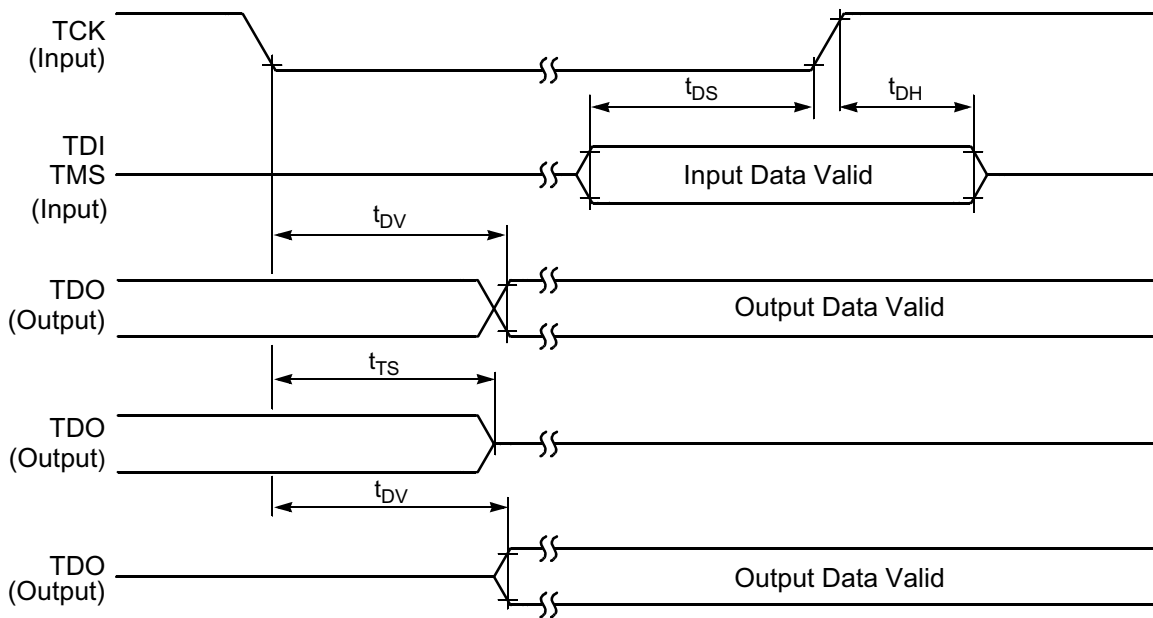 TCK
(Input)
tDS
tDH
TDI
TMS
(Input)
Input Data Valid
tDV
TDO
(Output)
Output Data Valid
tTS
TDO
(Output)
tDV
TDO
(Output)
Output Data Valid